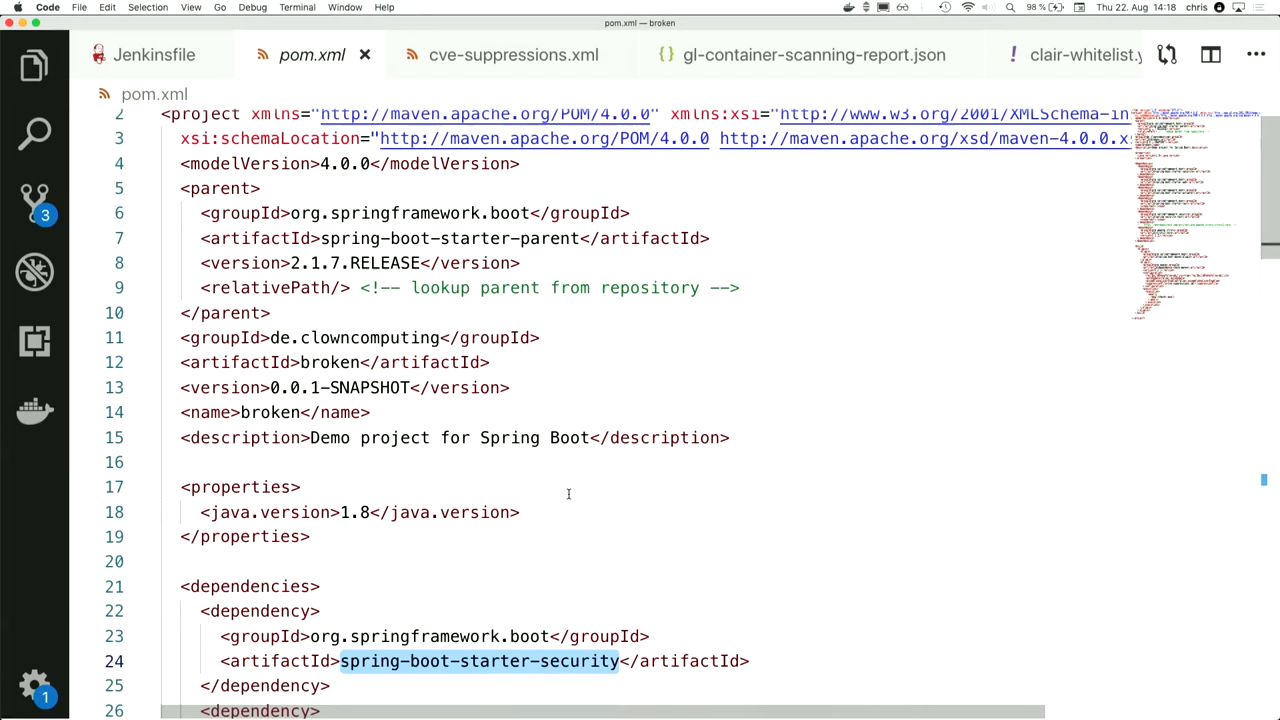 Code File Edit Selection View Go Debug Terminal Window Help 98 % Thu 22. Aug 14:18 chris
pom.xml — broken
Jenkinsfile pom.xml cve-suppressions.xml {} gl-container-scanning-report.json ! clair-whitelist.y
pom.xml
2 <project xmlns="http://maven.apache.org/POM/4.0.0" xmlns:xsi="http://www.w3.org/2001/XMLSchema-in
3 xsi:schemaLocation="http://maven.apache.org/POM/4.0.0 http://maven.apache.org/xsd/maven-4.0.0.xs
4 <modelVersion>4.0.0</modelVersion>
5 <parent>
6 <groupId>org.springframework.boot</groupId>
7 <artifactId>spring-boot-starter-parent</artifactId>
8 <version>2.1.7.RELEASE</version>
9 <relativePath/> <!-- lookup parent from repository -->
10 </parent>
11 <groupId>de.clowncomputing</groupId>
12 <artifactId>broken</artifactId>
13 <version>0.0.1-SNAPSHOT</version>
14 <name>broken</name>
15 <description>Demo project for Spring Boot</description>
16
17 <properties>
18 <java.version>1.8</java.version>
19 </properties>
20
21 <dependencies>
22 <dependency>
23 <groupId>org.springframework.boot</groupId>
24 <artifactId>spring-boot-starter-security</artifactId>
25 </dependency>
26 <dependency>
3
1